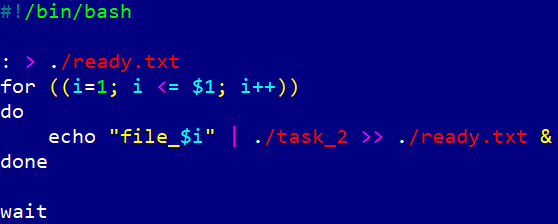 #!/bin/bash

: > ./ready.txt
for ((i=1; i <= $1; i++))
do
    echo "file_$i" | ./task_2 >> ./ready.txt &
done

wait